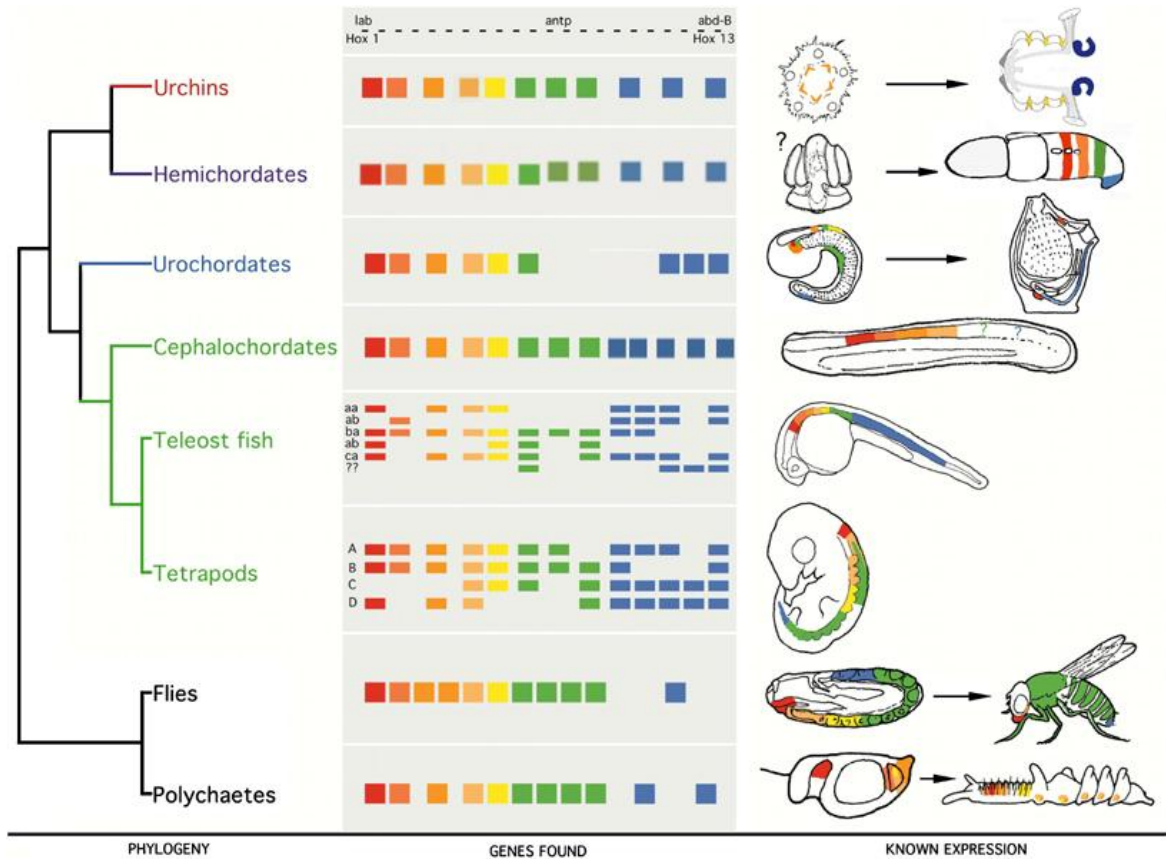 lab antp abd-B
Hox 1 Hox 13
Urchins
?
Hemichordates
Urochordates
Cephalochordates
? ?
aa
ab
ba
Teleost fish
ab
ca
??
A
B
Tetrapods
C
D
Flies
Polychaetes
PHYLOGENY GENES FOUND KNOWN EXPRESSION